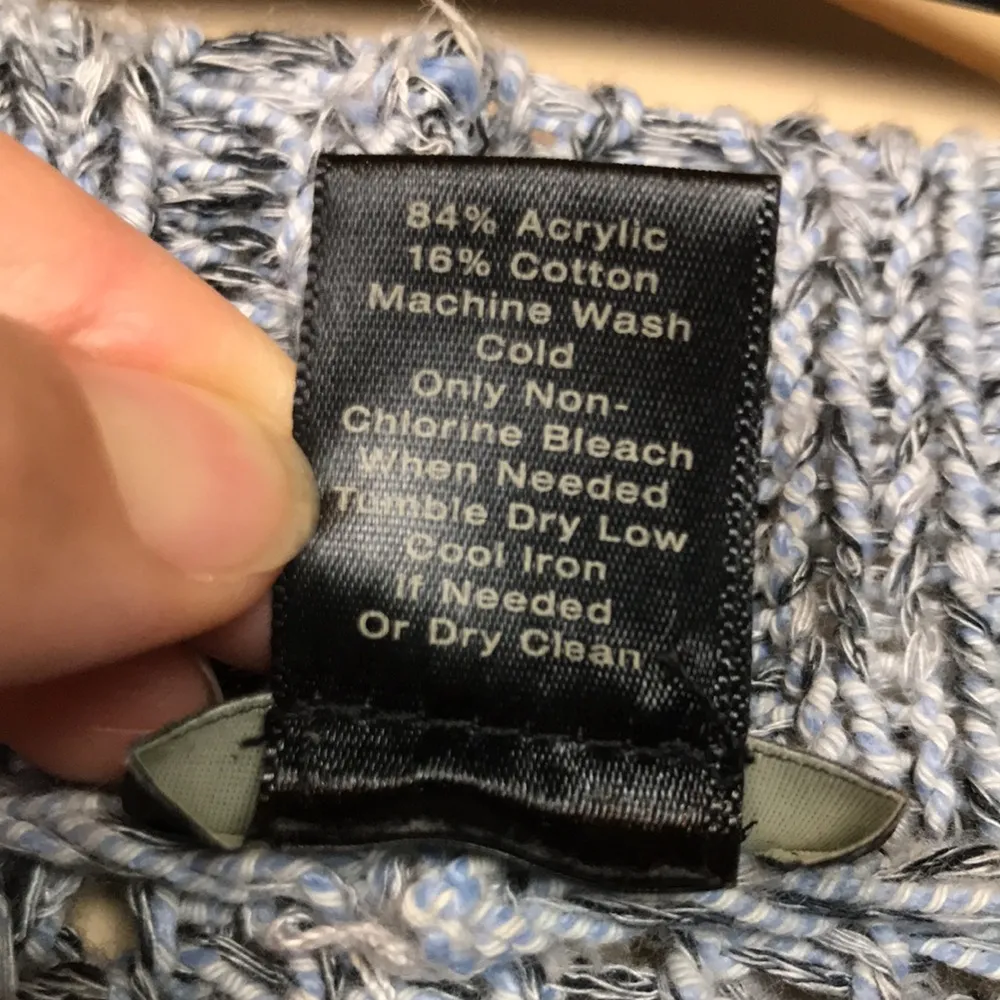 84% Acrylic
16% Cotton
Machine Wash
Cold
Only Non-
Chlorine Bleach
When Needed
Tumble Dry Low
Cool Iron
If Needed
Or Dry Clean